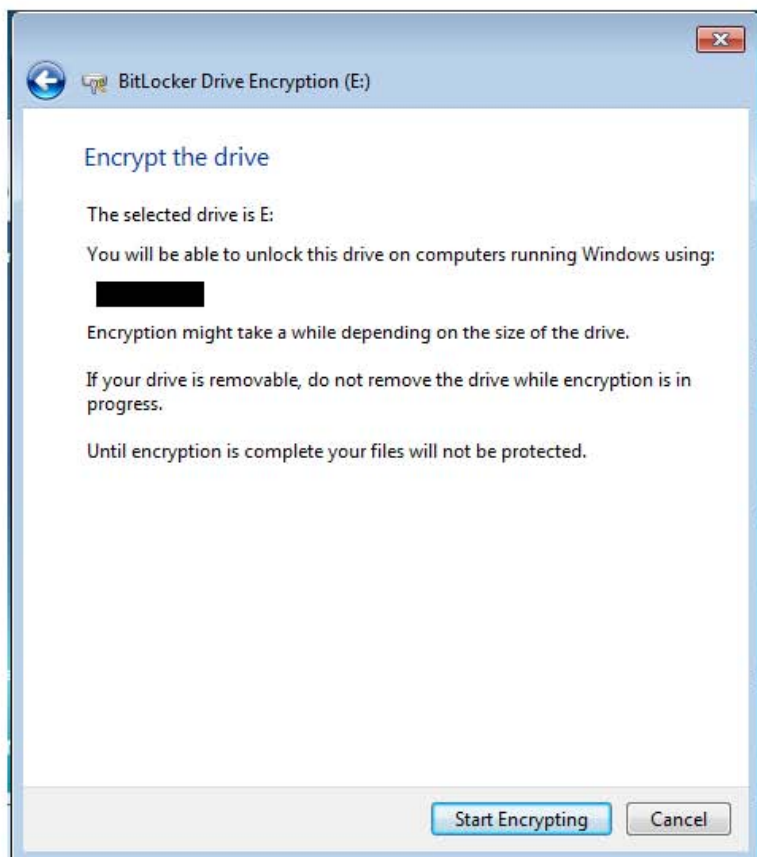 BitLocker Drive Encryption (E:)
Encrypt the drive
The selected drive is E:
You will be able to unlock this drive on computers running Windows using:
Encryption might take a while depending on the size of the drive.
If your drive is removable, do not remove the drive while encryption is in
progress.
Until encryption is complete your files will not be protected.
Start Encrypting
Cancel